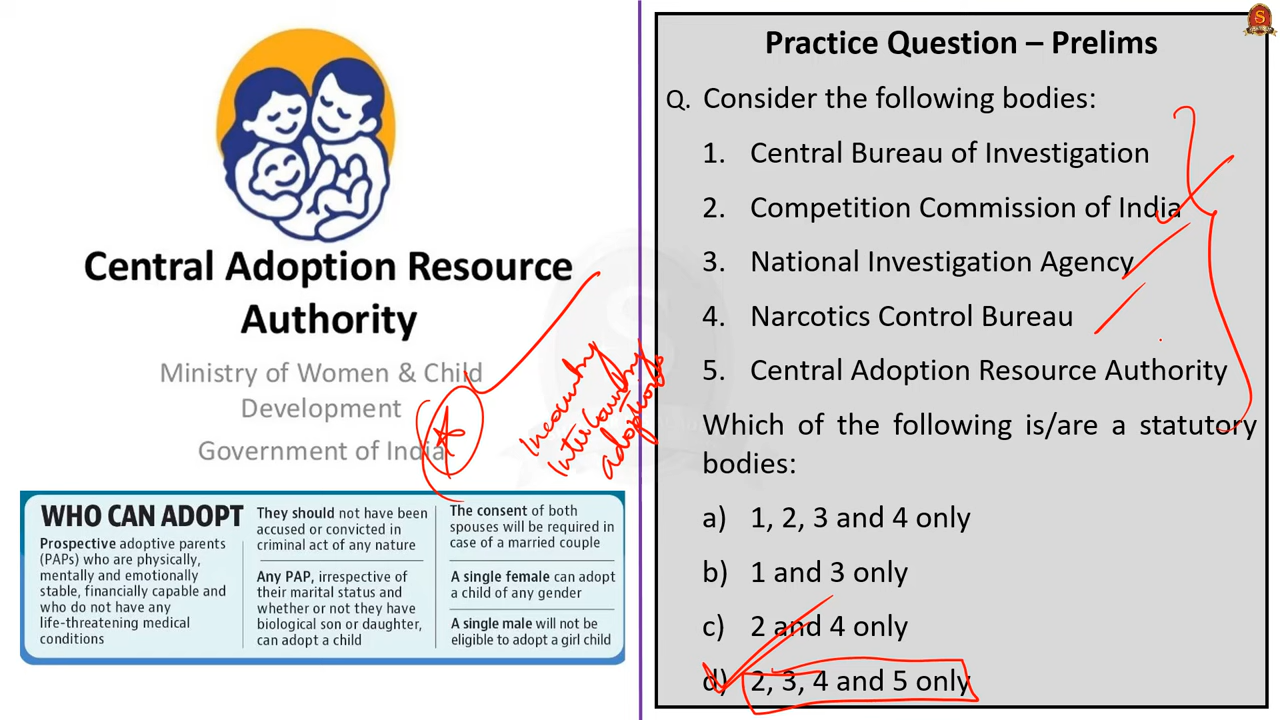 Central Adoption Resource
Authority
Ministry of Women & Child
Development
Government of India
A
Incountry
InterCountry
adoptions
WHO CAN ADOPT
Prospective adoptive parents
(PAPs) who are physically,
mentally and emotionally
stable, financially capable and
who do not have any
life-threatening medical
conditions
They should not have been
accused or convicted in
criminal act of any nature
Any PAP, irrespective of
their marital status and
whether or not they have
biological son or daughter,
can adopt a child
The consent of both
spouses will be required in
case of a married couple
A single female can adopt
a child of any gender
A single male will not be
eligible to adopt a girl child
Practice Question – Prelims
Q. Consider the following bodies:
1. Central Bureau of Investigation
2. Competition Commission of India
3. National Investigation Agency
4. Narcotics Control Bureau
5. Central Adoption Resource Authority
Which of the following is/are a statutory
bodies:
a) 1, 2, 3 and 4 only
b) 1 and 3 only
c) 2 and 4 only
d) 2, 3, 4 and 5 only